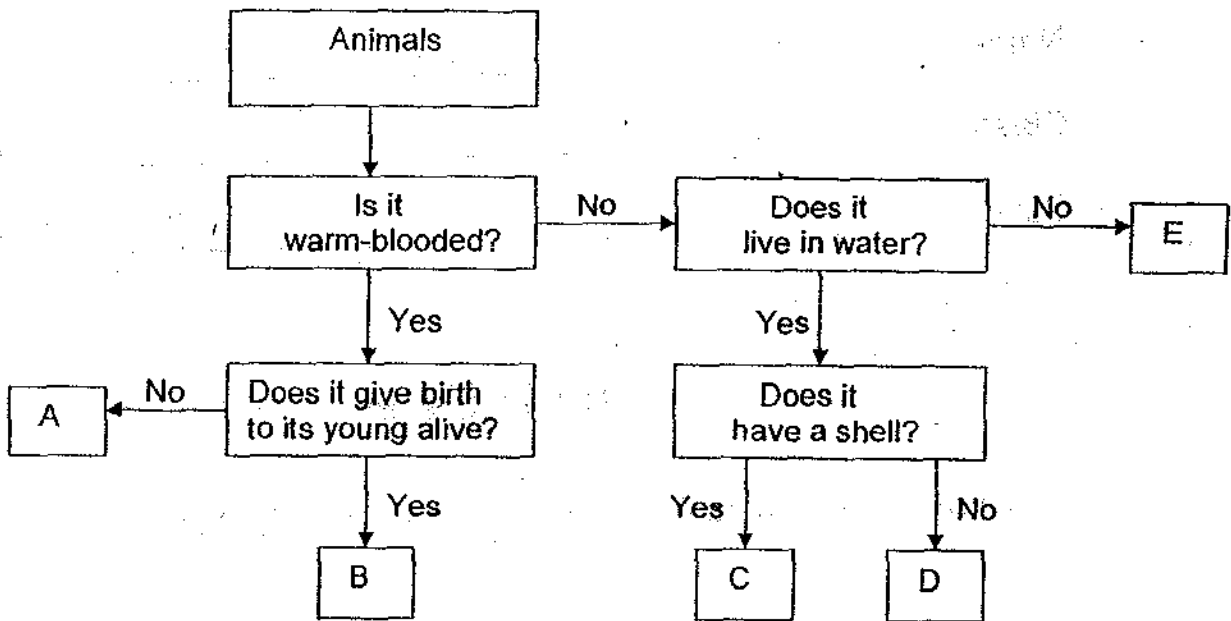 Animals
Is it
warm-blooded?
No
Does it
live in water?
No
E
Yes
Yes
A
No
Does it give birth
to its young alive?
Does it
have a shell?
Yes
Yes
No
B
C
D